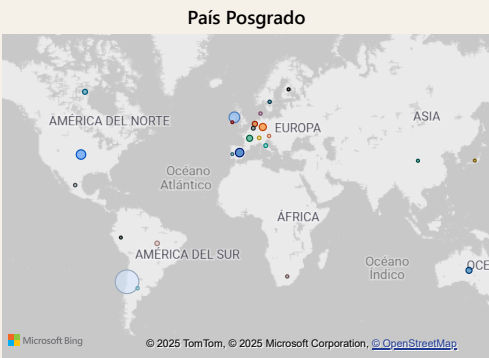 País Posgrado
AMÉRICA DEL NORTE
ASIA
EUROPA
Océano
Atlántico
ÁFRICA
AMÉRICA DEL SUR
Océano
Índico
OCE
Microsoft Bing
© 2025 TomTom, © 2025 Microsoft Corporation, © OpenStreetMap